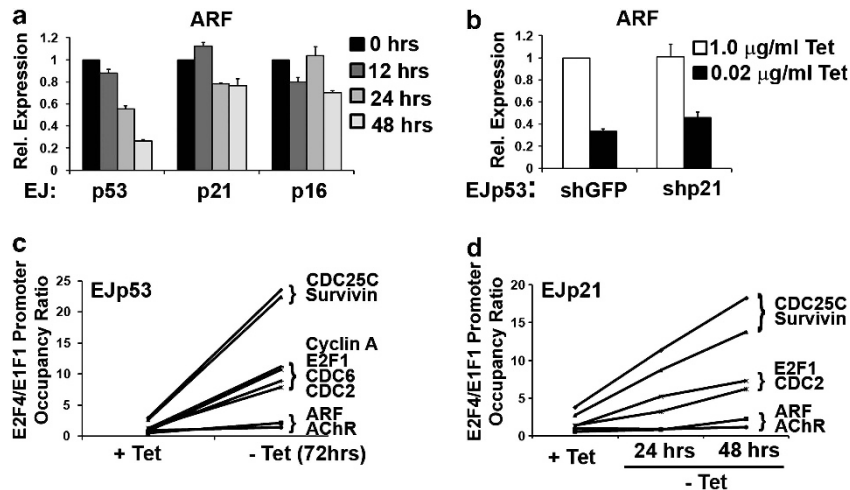 a
ARF
Rel. Expression
1.2
1
0.8
0.6
0.4
0.2
0
0 hrs
12 hrs
24 hrs
48 hrs
EJ: p53 p21 p16
b
ARF
Rel. Expression
1.2
1
0.8
0.6
0.4
0.2
0
1.0 µg/ml Tet
0.02 µg/ml Tet
EJp53: shGFP shp21
c
E2F4/E1F1 Promoter
Occupancy Ratio
25
20
15
10
5
0
EJp53
CDC25C
Survivin
Cyclin A
E2F1
CDC6
CDC2
ARF
AChR
+ Tet - Tet (72hrs)
d
E2F4/E1F1 Promoter
Occupancy Ratio
20
15
10
5
0
EJp21
CDC25C
Survivin
E2F1
CDC2
ARF
AChR
+ Tet 24 hrs 48 hrs
- Tet